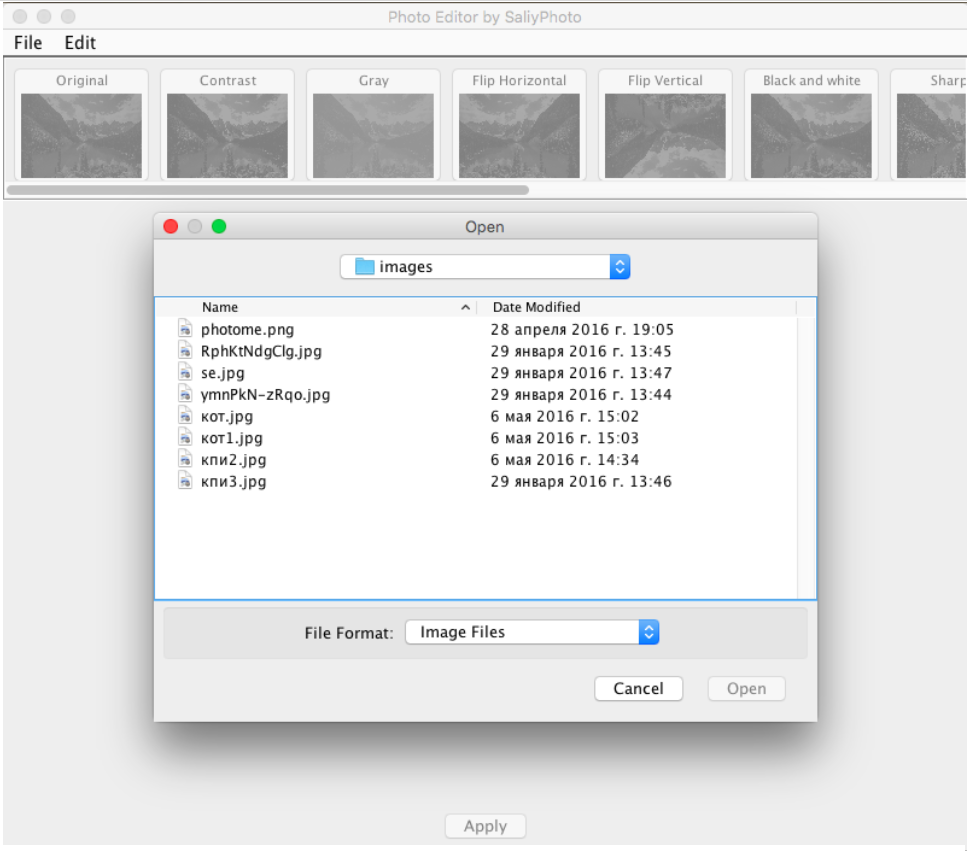 Photo Editor by SaliyPhoto
File Edit
Original Contrast Gray Flip Horizontal Flip Vertical Black and white Sharp
Open
images
Name Date Modified
photome.png 28 апреля 2016 г. 19:05
RphKtNdgClg.jpg 29 января 2016 г. 13:45
se.jpg 29 января 2016 г. 13:47
ymnPkN-zRqo.jpg 29 января 2016 г. 13:44
кот.jpg 6 мая 2016 г. 15:02
кот1.jpg 6 мая 2016 г. 15:03
кпи2.jpg 6 мая 2016 г. 14:34
кпи3.jpg 29 января 2016 г. 13:46
File Format: Image Files
Cancel Open
Apply